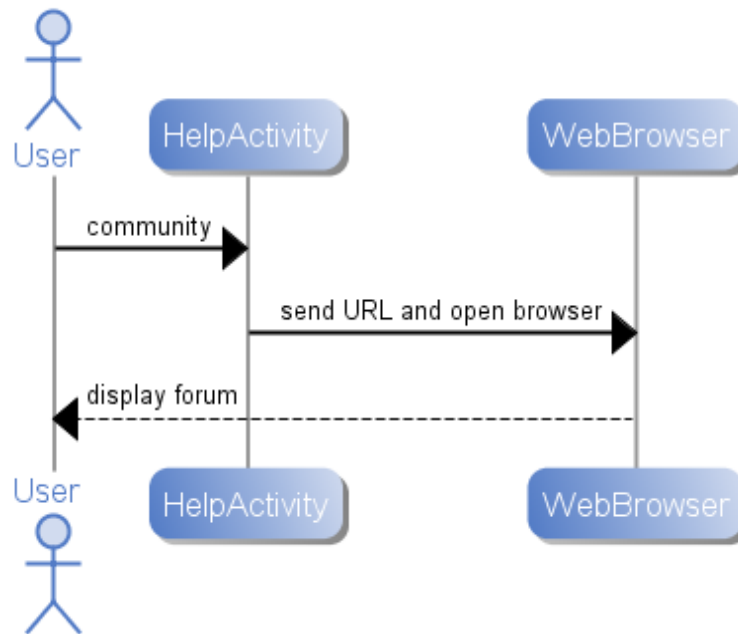 User
HelpActivity
WebBrowser
community
send URL and open browser
display forum
User
HelpActivity
WebBrowser